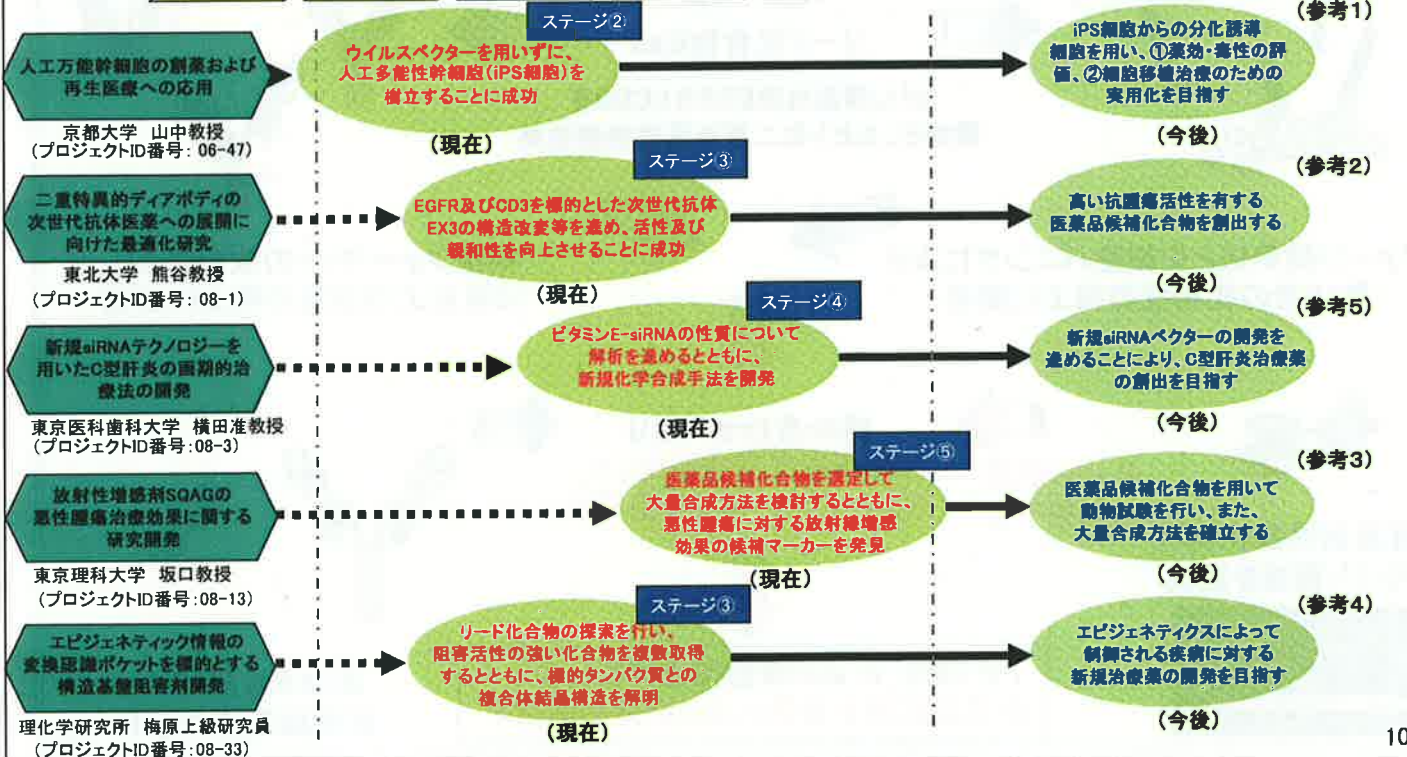 ステージ②
(参考1)
人工万能幹細胞の創薬および
再生医療への応用
ウイルスベクターを用いずに、
人工多能性幹細胞(iPS細胞)を
樹立することに成功
iPS細胞からの分化誘導
細胞を用い、①薬効・毒性の評
価、②細胞移植治療のための
実用化を目指す
京都大学 山中教授
(プロジェクトID番号: 06-47)
(現在)
(今後)
ステージ③
(参考2)
二重特異的ディアボディの
次世代抗体医薬への展開に
向けた最適化研究
EGFR及びCD3を標的とした次世代抗体
EX3の構造改変等を進め、活性及び
親和性を向上させることに成功
高い抗腫瘍活性を有する
医薬品候補化合物を創出する
東北大学 熊谷教授
(プロジェクトID番号: 08-1)
(現在)
(今後)
ステージ④
(参考5)
新規siRNAテクノロジーを
用いたC型肝炎の画期的治
療法の開発
ビタミンE-siRNAの性質について
解析を進めるとともに、
新規化学合成手法を開発
新規siRNAベクターの開発を
進めることにより、C型肝炎治療薬
の創出を目指す
東京医科歯科大学 横田准教授
(プロジェクトID番号:08-3)
(現在)
(今後)
ステージ⑤
(参考3)
放射性増感剤SQAGの
悪性腫瘍治療効果に関する
研究開発
医薬品候補化合物を選定して
大量合成方法を検討するとともに、
悪性腫瘍に対する放射線増感
効果の候補マーカーを発見
医薬品候補化合物を用いて
動物試験を行い、また、
大量合成方法を確立する
東京理科大学 坂口教授
(プロジェクトID番号:08-13)
(現在)
(今後)
ステージ③
(参考4)
エピジェネティック情報の
変換認識ポケットを標的とする
構造基盤阻害剤開発
リード化合物の探索を行い、
阻害活性の強い化合物を複数取得
するとともに、標的タンパク質との
複合体結晶構造を解明
エピジェネティクスによって
制御される疾病に対する
新規治療薬の開発を目指す
理化学研究所 梅原上級研究員
(プロジェクトID番号:08-33)
(現在)
(今後)
10